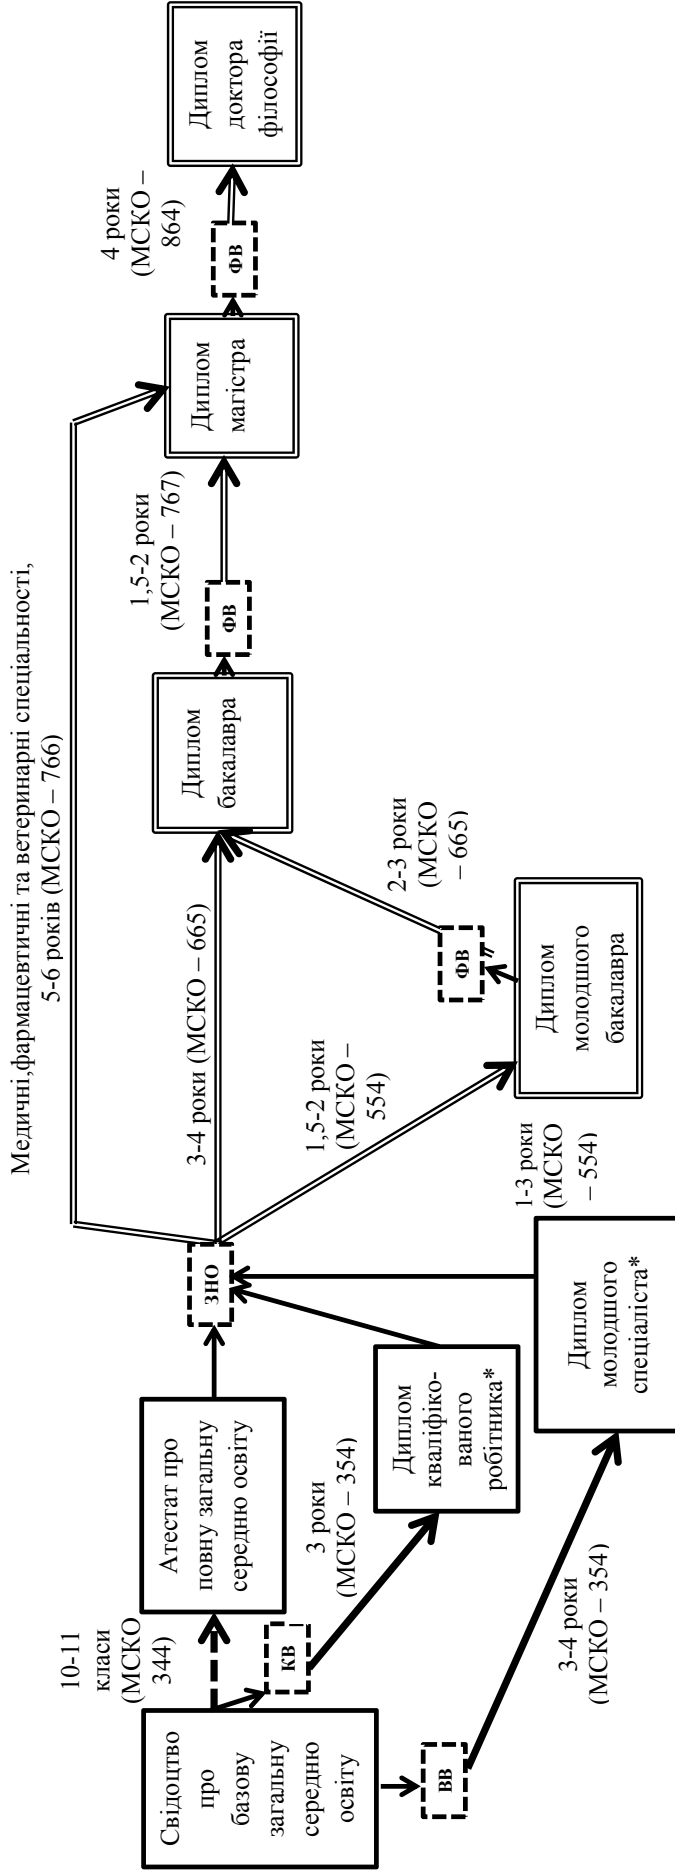 Медичні,фармацевтичні та ветеринарні спеціальності,
5-6 років (МСКО – 766)
Свідоцтво
про
базову
загальну
середню
освіту
10-11
класи
(МСКО
344)
КВ
ВВ
Атестат про
повну загальну
середню освіту
3 роки
(МСКО – 354)
3-4 роки
(МСКО – 354)
Диплом
кваліфіко-
ваного
робітника*
Диплом
молодшого
спеціаліста*
ЗНО
3-4 роки (МСКО – 665)
1,5-2 роки
(МСКО –
554)
1-3 роки
(МСКО
– 554)
Диплом
молодшого
бакалавра
ФВ
2-3 роки
(МСКО
– 665)
Диплом
бакалавра
ФВ
1,5-2 роки
(МСКО – 767)
Диплом
магістра
ФВ
4 роки
(МСКО –
864)
Диплом
доктора
філософії